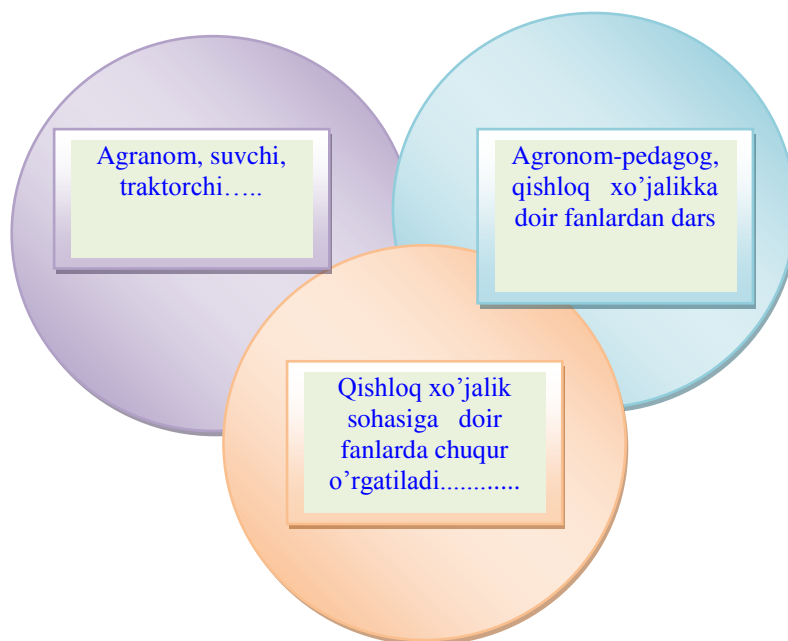 Agranom, suvchi,
traktorchi…..
Agronom-pedagog,
qishloq xo’jalikka
doir fanlardan dars
Qishloq xo’jalik
sohasiga doir
fanlarda chuqur
o’rgatiladi...........